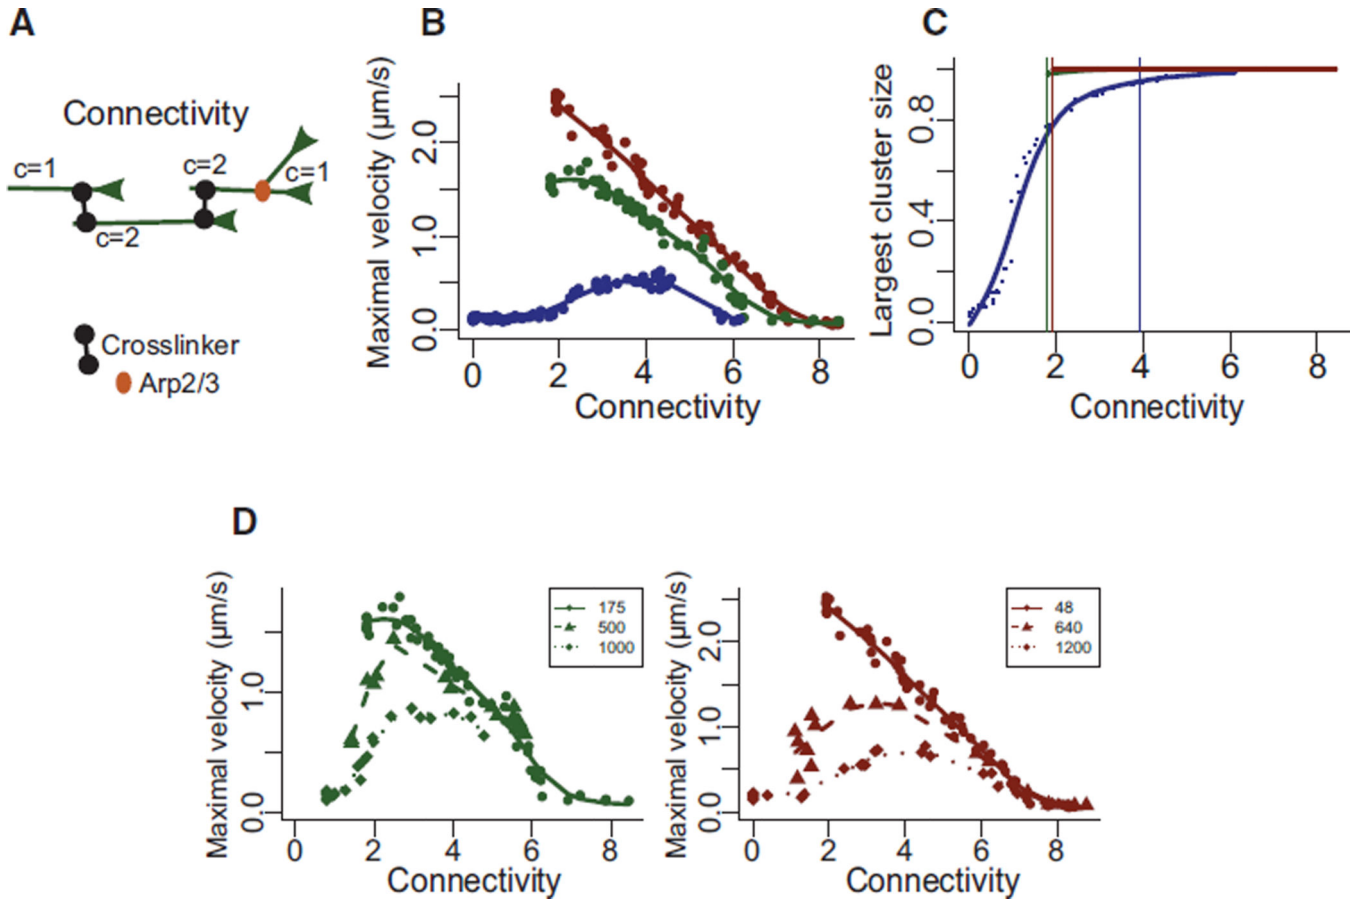 A
Connectivity
c=1
c=2
c=1
c=2
Crosslinker
Arp2/3
B
Maximal velocity (µm/s)
2.0
1.0
0.0
0 2 4 6 8
Connectivity
C
Largest cluster size
0.8
0.4
0.0
0 2 4 6 8
Connectivity
D
Maximal velocity (µm/s)
1.0
0.0
175
500
1000
0 2 4 6 8
Connectivity
Maximal velocity (µm/s)
2.0
1.0
0.0
48
640
1200
0 2 4 6 8
Connectivity